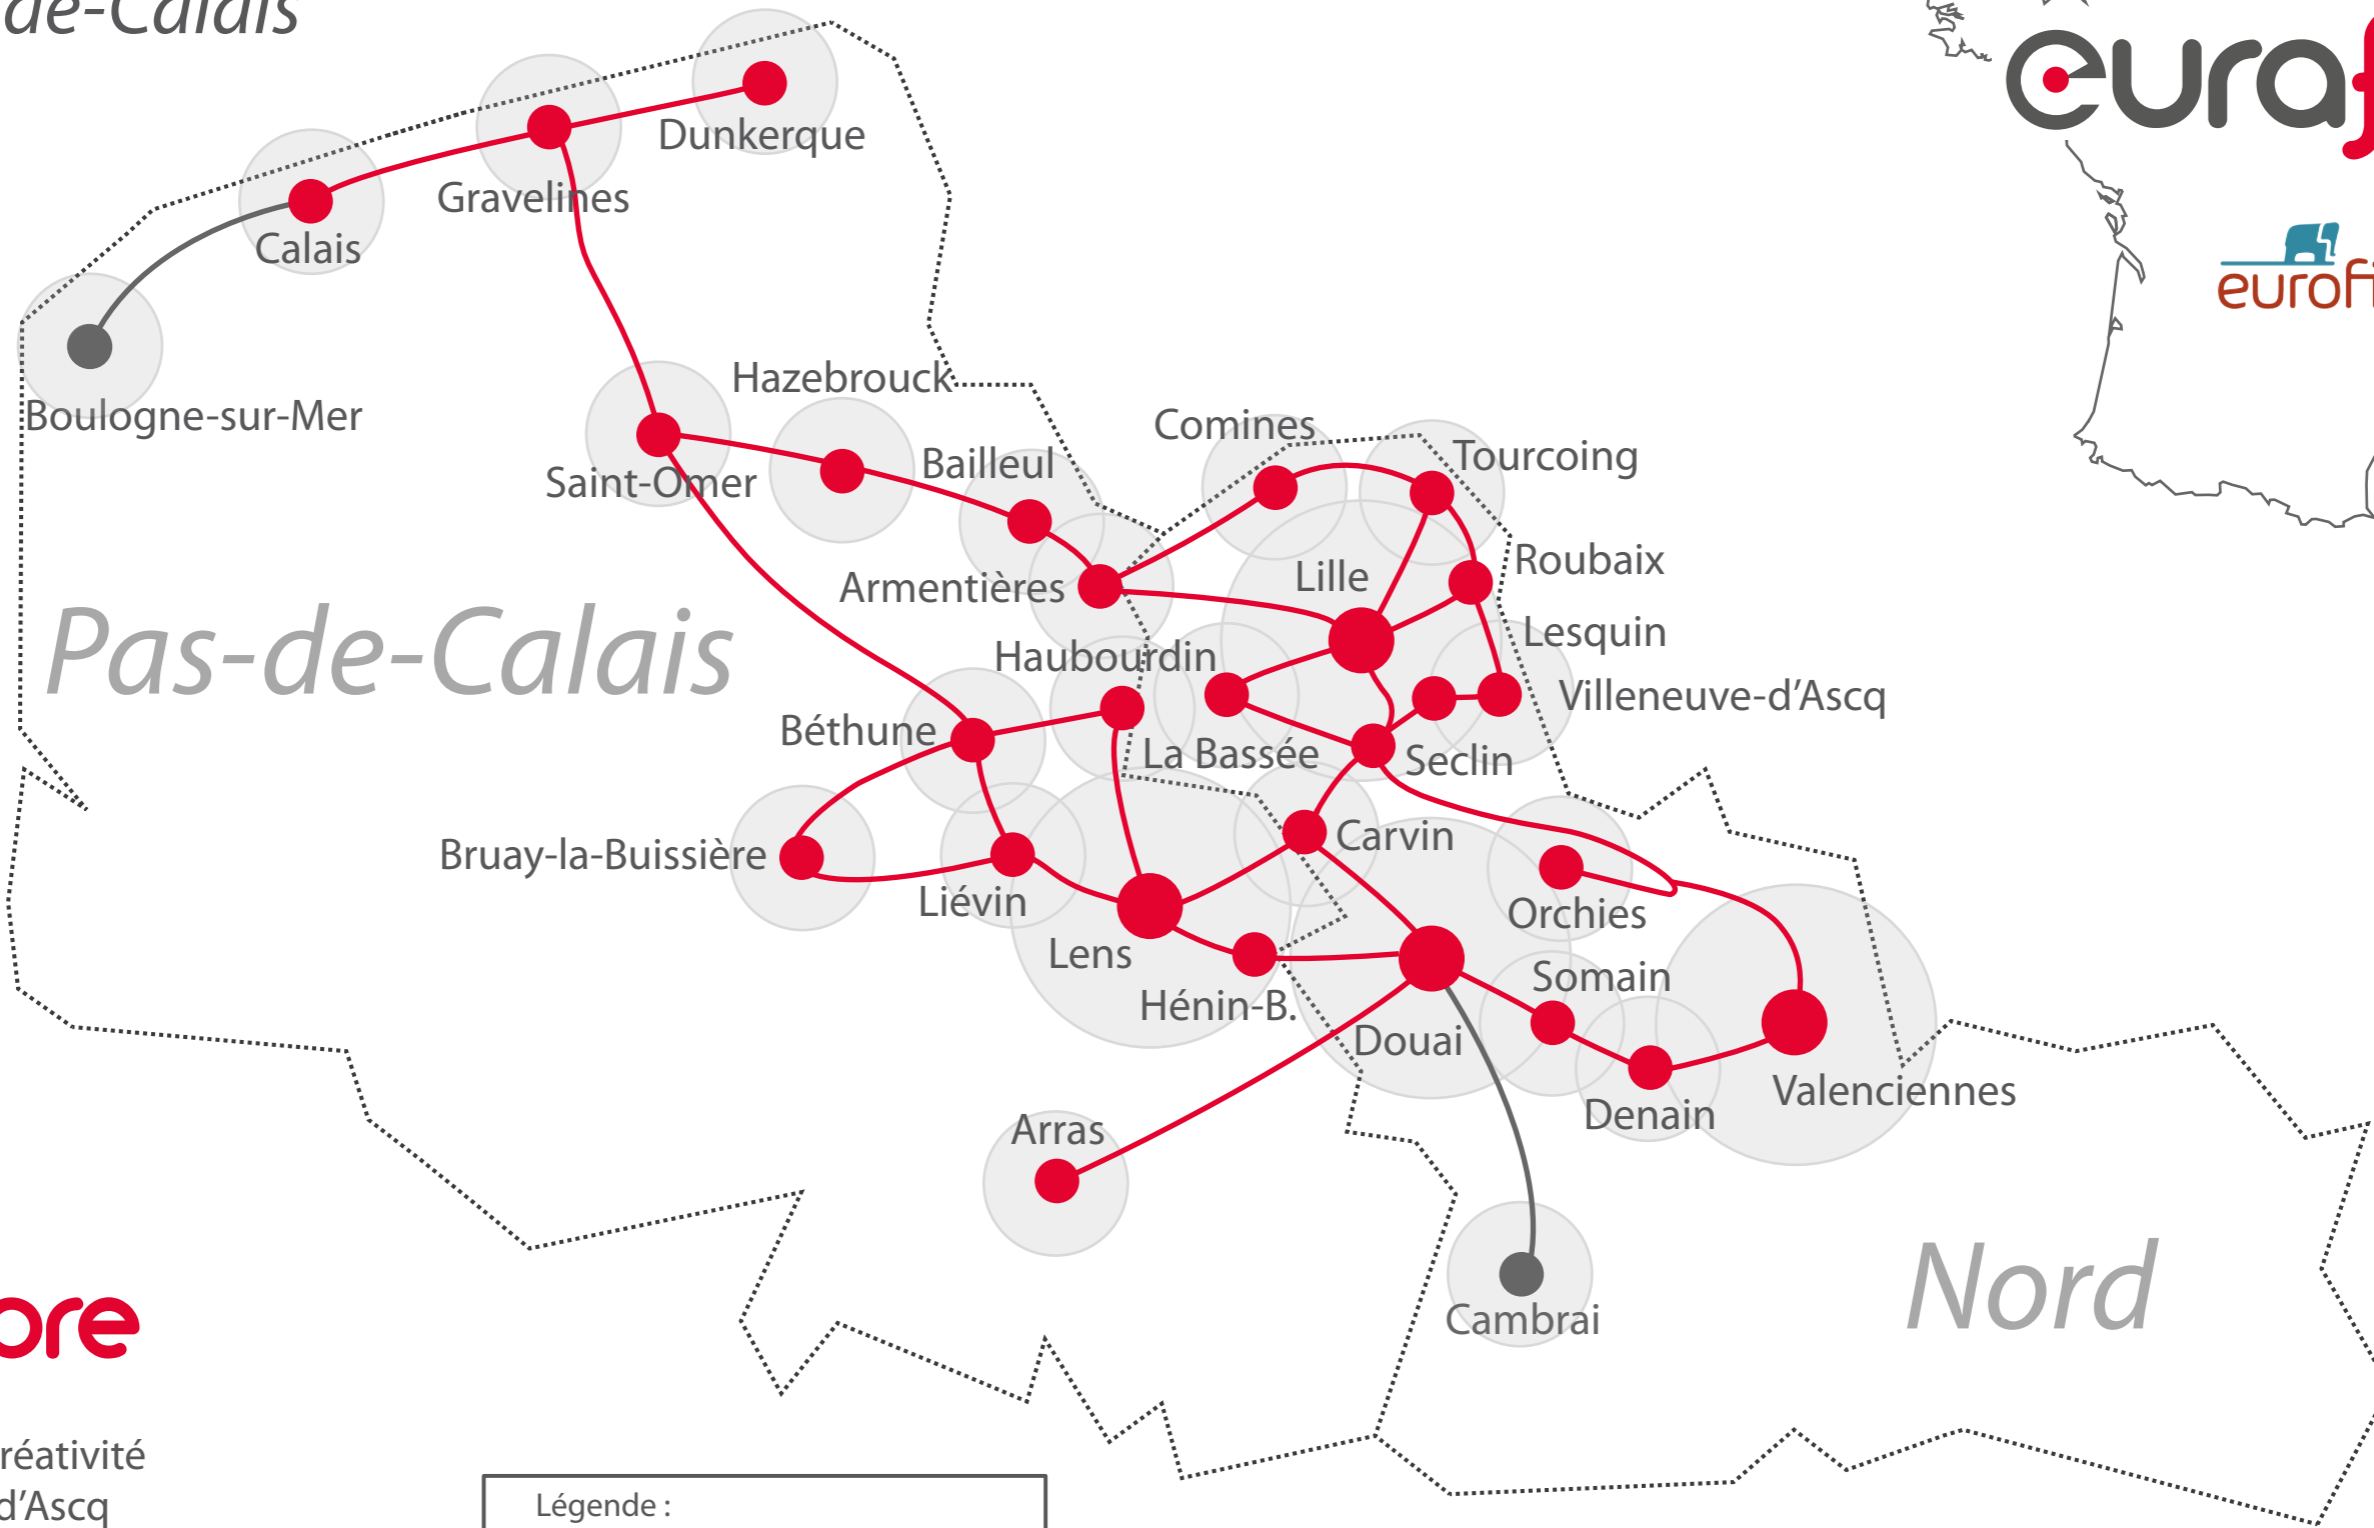 de-Calais
euraf
eurofi
Dunkerque
Gravelines
Calais
Boulogne-sur-Mer
Hazebrouck
Saint-Omer
Bailleul
Comines
Tourcoing
Armentières
Lille
Roubaix
Lesquin
Pas-de-Calais
Haubourdin
Villeneuve-d'Ascq
Béthune
La Bassée
Seclin
Bruay-la-Buissière
Carvin
Liévin
Orchies
Lens
Somain
Hénin-B.
Douai
Valenciennes
Denain
Arras
Nord
Cambrai
ore
réativité
d'Ascq
Légende :